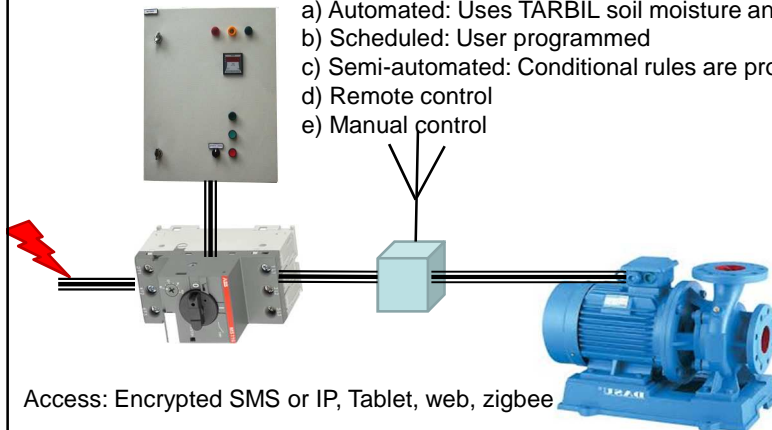 a) Automated: Uses TARBIL soil moisture an
b) Scheduled: User programmed
c) Semi-automated: Conditional rules are pro
d) Remote control
e) Manual control
ABB
Access: Encrypted SMS or IP, Tablet, web, zigbee